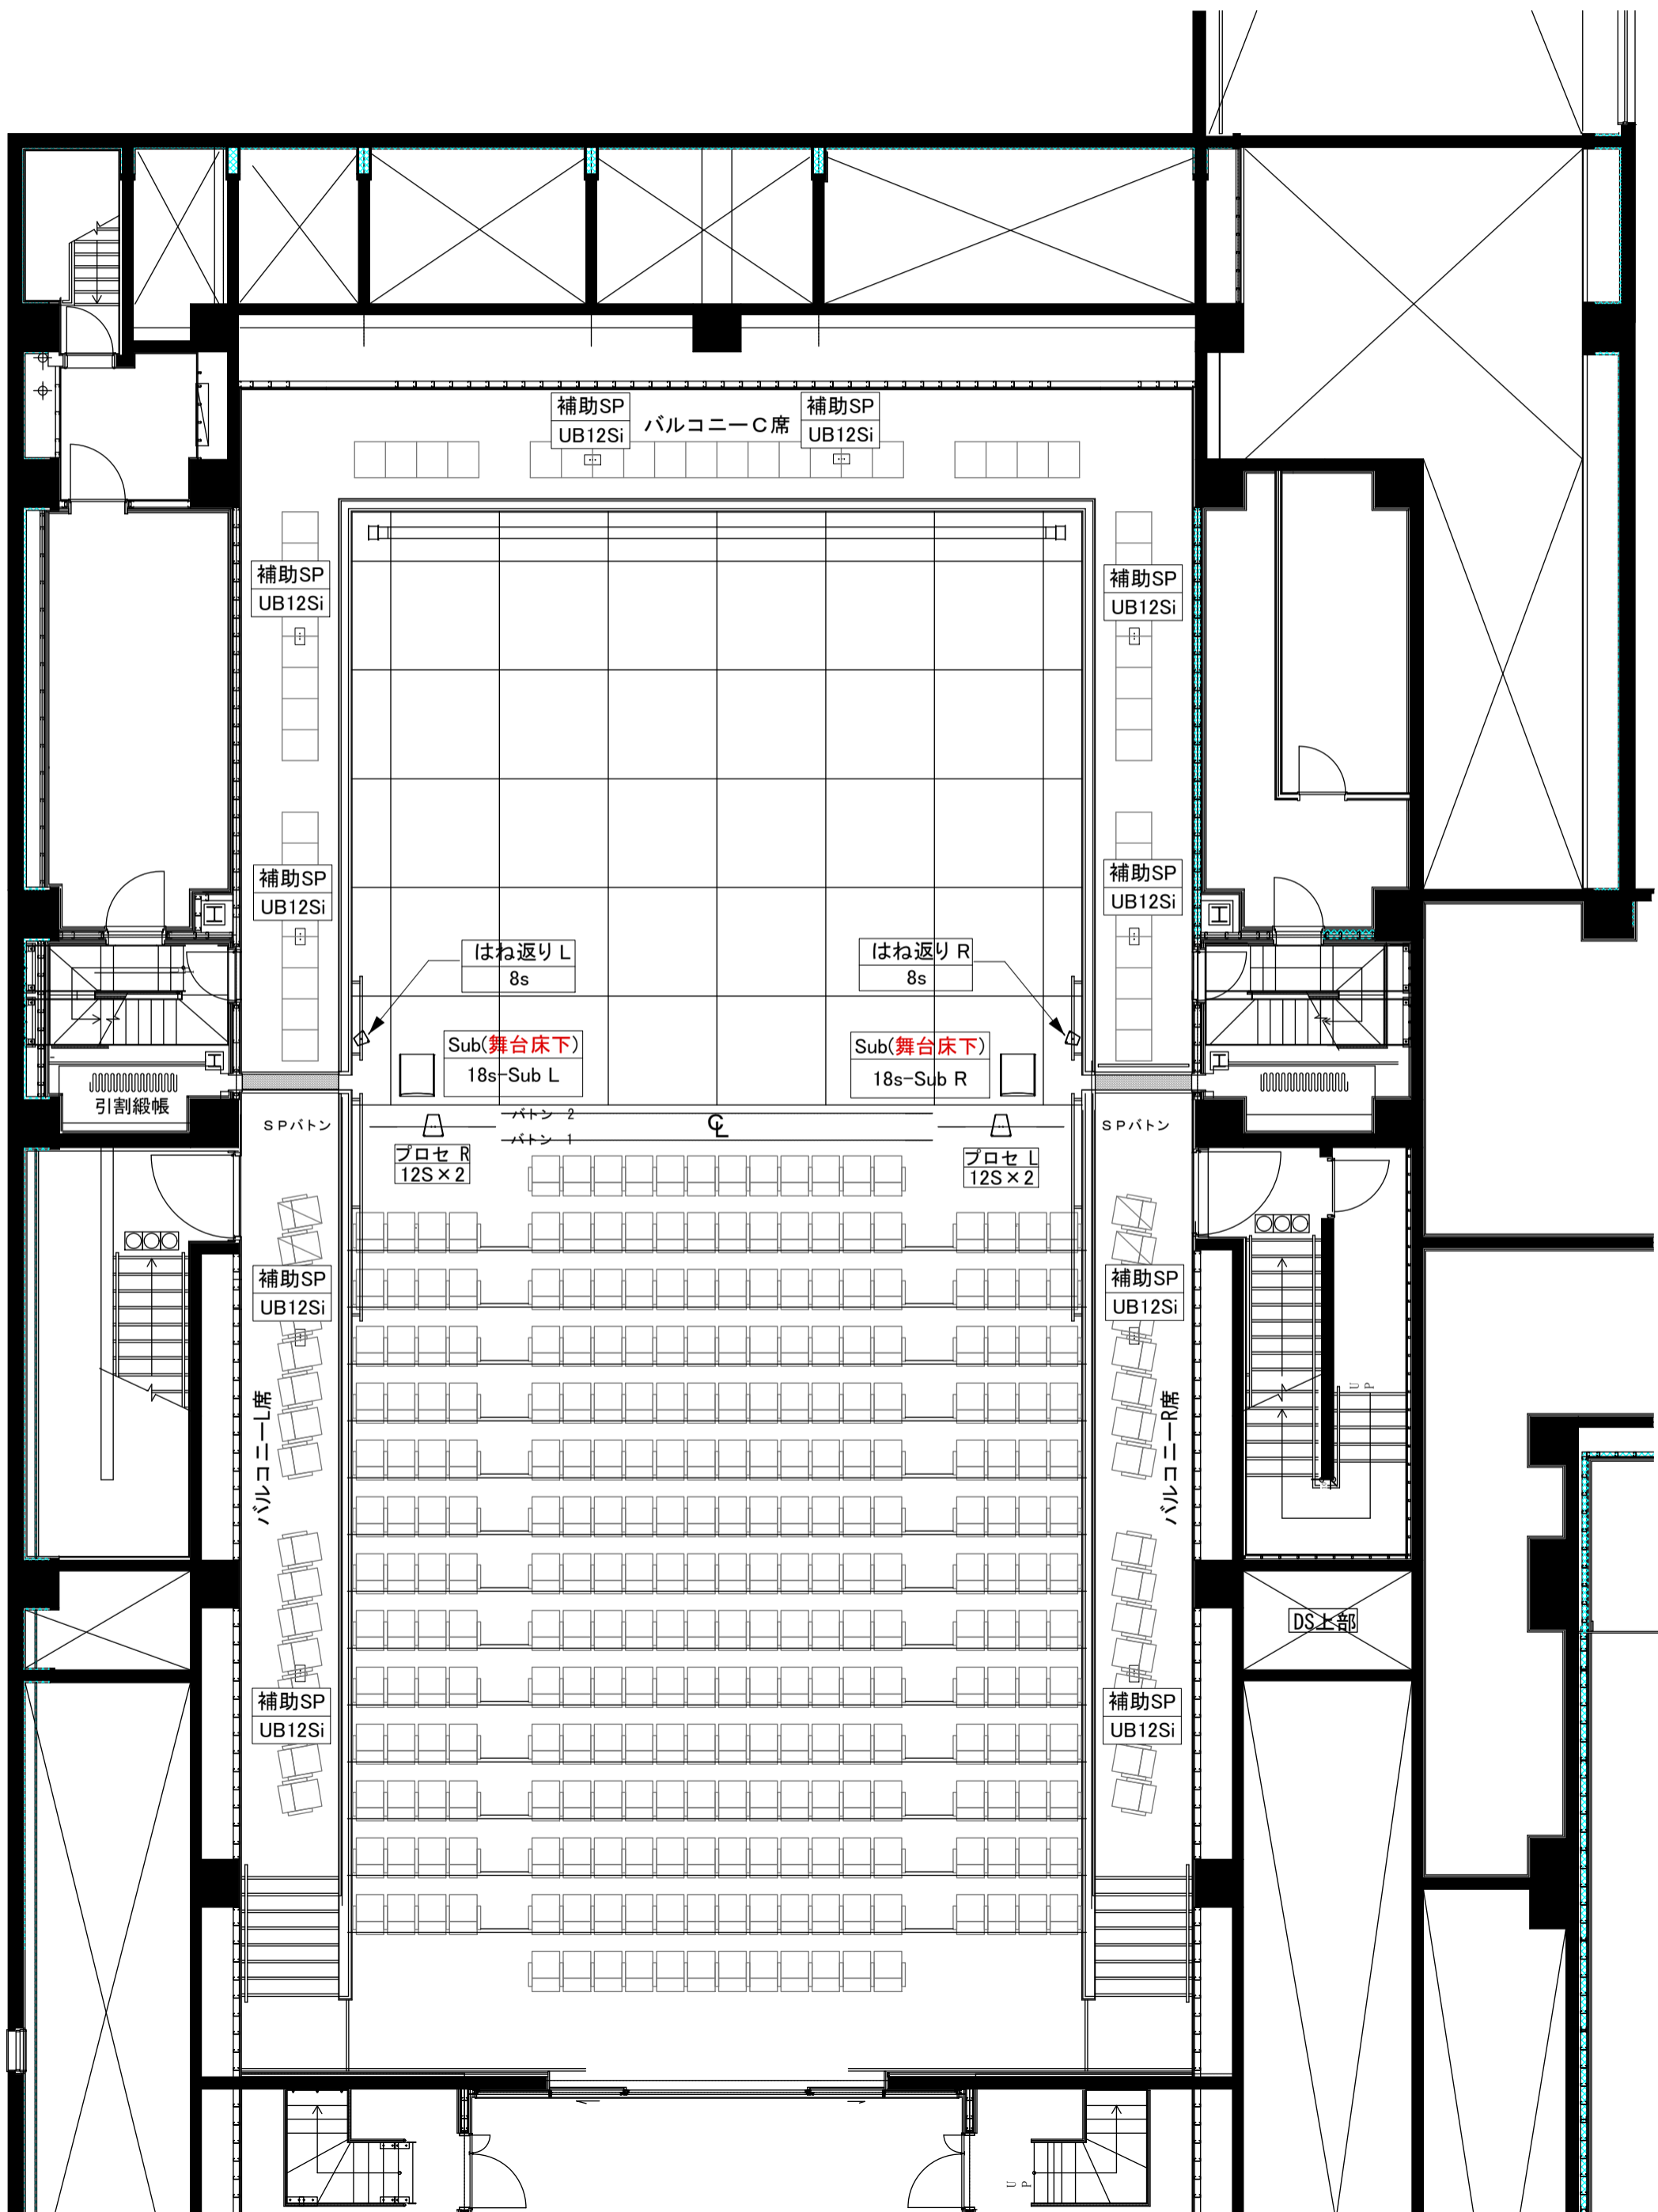 補助SP
UB12Si
バルコニーC席
補助SP
UB12Si
補助SP
UB12Si
補助SP
UB12Si
補助SP
UB12Si
補助SP
UB12Si
はね返り L
8s
はね返り R
8s
Sub(舞台床下)
18s-Sub L
Sub(舞台床下)
18s-Sub R
引割緞帳
SPバトン
バトン 2
バトン 1
CL
SPバトン
プロセ R
12S×2
プロセ L
12S×2
補助SP
UB12Si
補助SP
UB12Si
バルコニーL席
バルコニーR席
UP
補助SP
UB12Si
補助SP
UB12Si
DS上部
UP